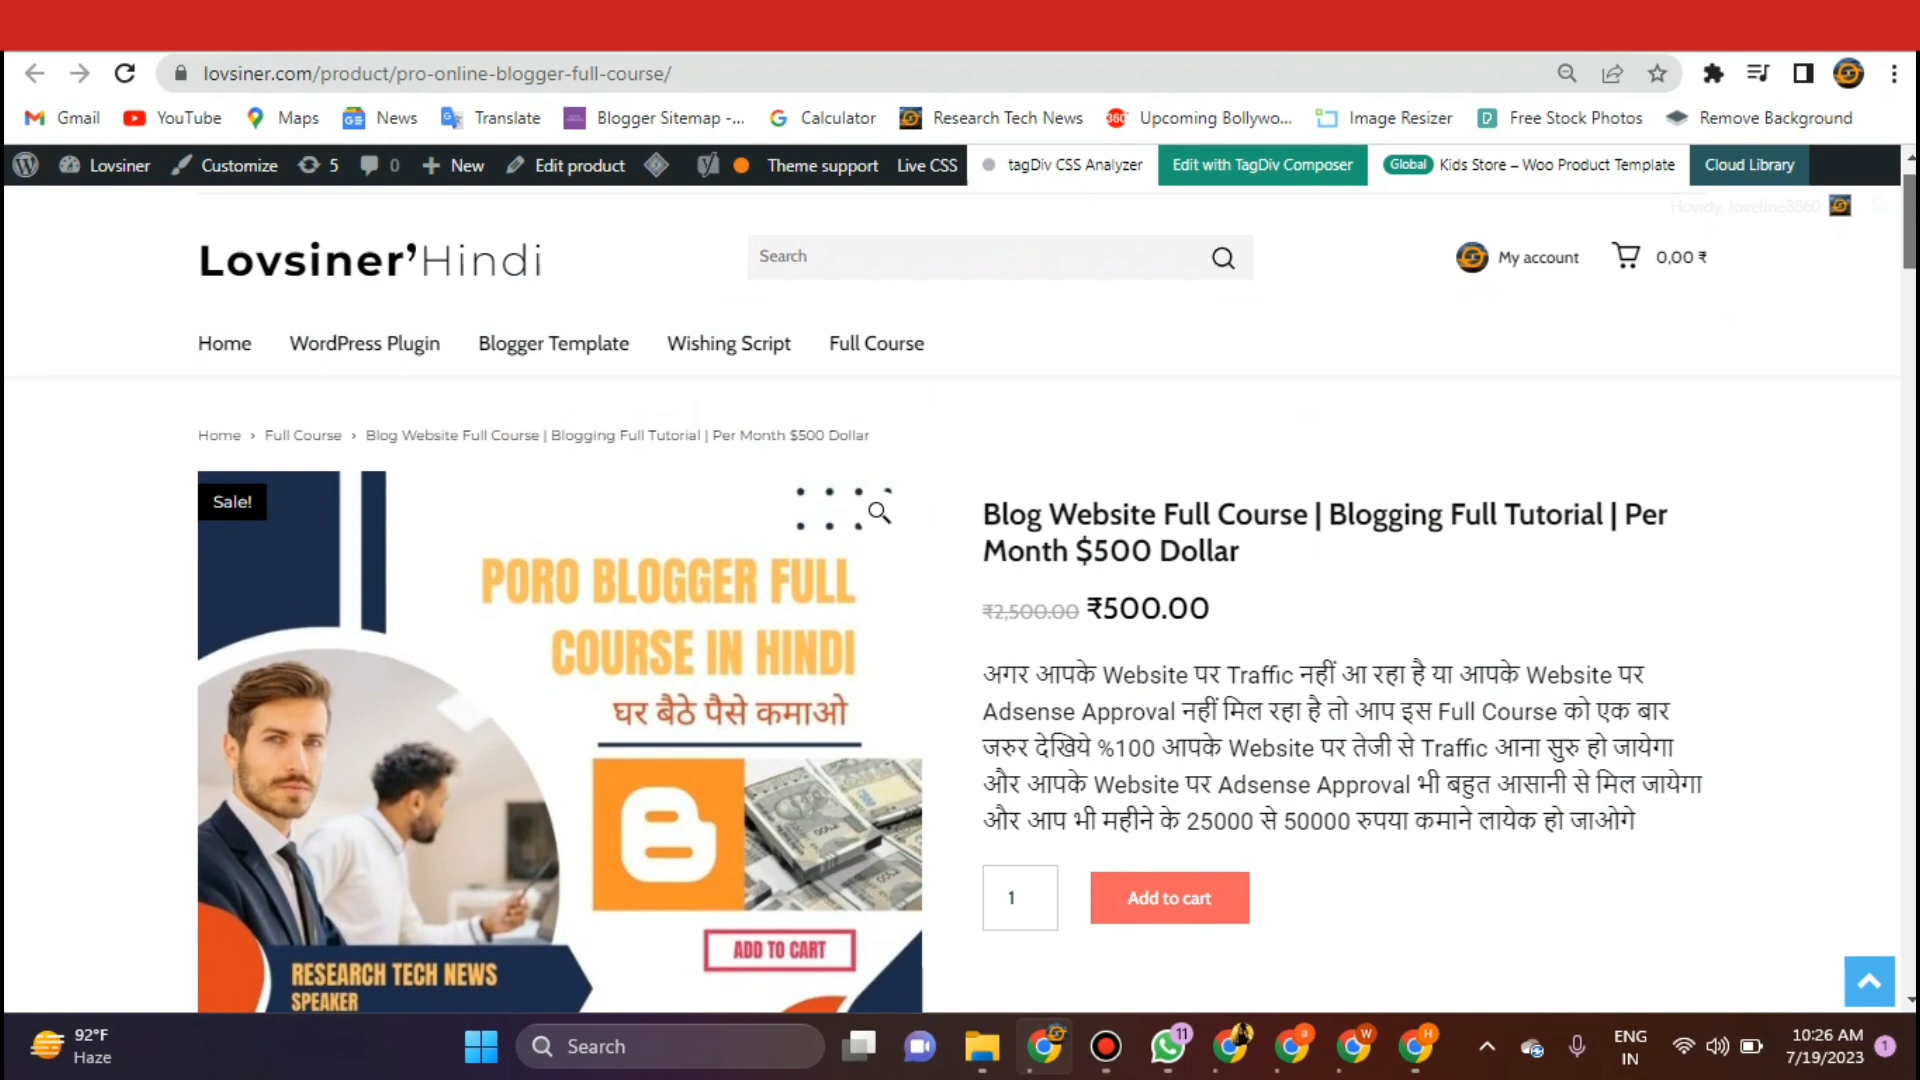 lovsiner.com/product/pro-online-blogger-full-course/
Gmail YouTube Maps News Translate Blogger Sitemap -... Calculator Research Tech News Upcoming Bollywo... Image Resizer Free Stock Photos Remove Background
Lovsiner Customize 5 0 New Edit product Theme support Live CSS tagDiv CSS Analyzer Edit with TagDiv Composer Global Kids Store – Woo Product Template Cloud Library
Howdy, loveline8860
Lovsiner’Hindi
Search
My account 0,00 ₹
Home WordPress Plugin Blogger Template Wishing Script Full Course
Home › Full Course › Blog Website Full Course | Blogging Full Tutorial | Per Month $500 Dollar
Sale!
PORO BLOGGER FULL
COURSE IN HINDI
घर बैठे पैसे कमाओ
ADD TO CART
RESEARCH TECH NEWS
SPEAKER
Blog Website Full Course | Blogging Full Tutorial | Per
Month $500 Dollar
₹2,500.00 ₹500.00
अगर आपके Website पर Traffic नहीं आ रहा है या आपके Website पर
Adsense Approval नहीं मिल रहा है तो आप इस Full Course को एक बार
जरुर देखिये %100 आपके Website पर तेजी से Traffic आना सुरु हो जायेगा
और आपके Website पर Adsense Approval भी बहुत आसानी से मिल जायेगा
और आप भी महीने के 25000 से 50000 रुपया कमाने लायेक हो जाओगे
1 Add to cart
92°F
Haze
Search
11
ENG
IN
10:26 AM
7/19/2023
1